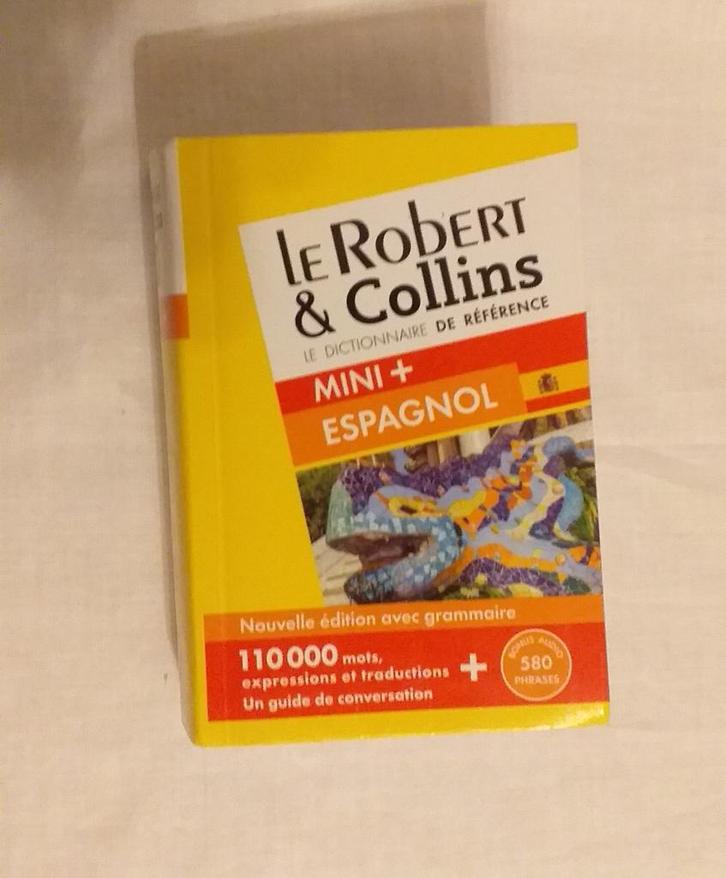 le Robert
& Collins
LE DICTIONNAIRE DE RÉFÉRENCE
MINI +
ESPAGNOL
Nouvelle édition avec grammaire
110 000 mots,
expressions et traductions
Un guide de conversation
+
BONUS AUDIO
580
PHRASES